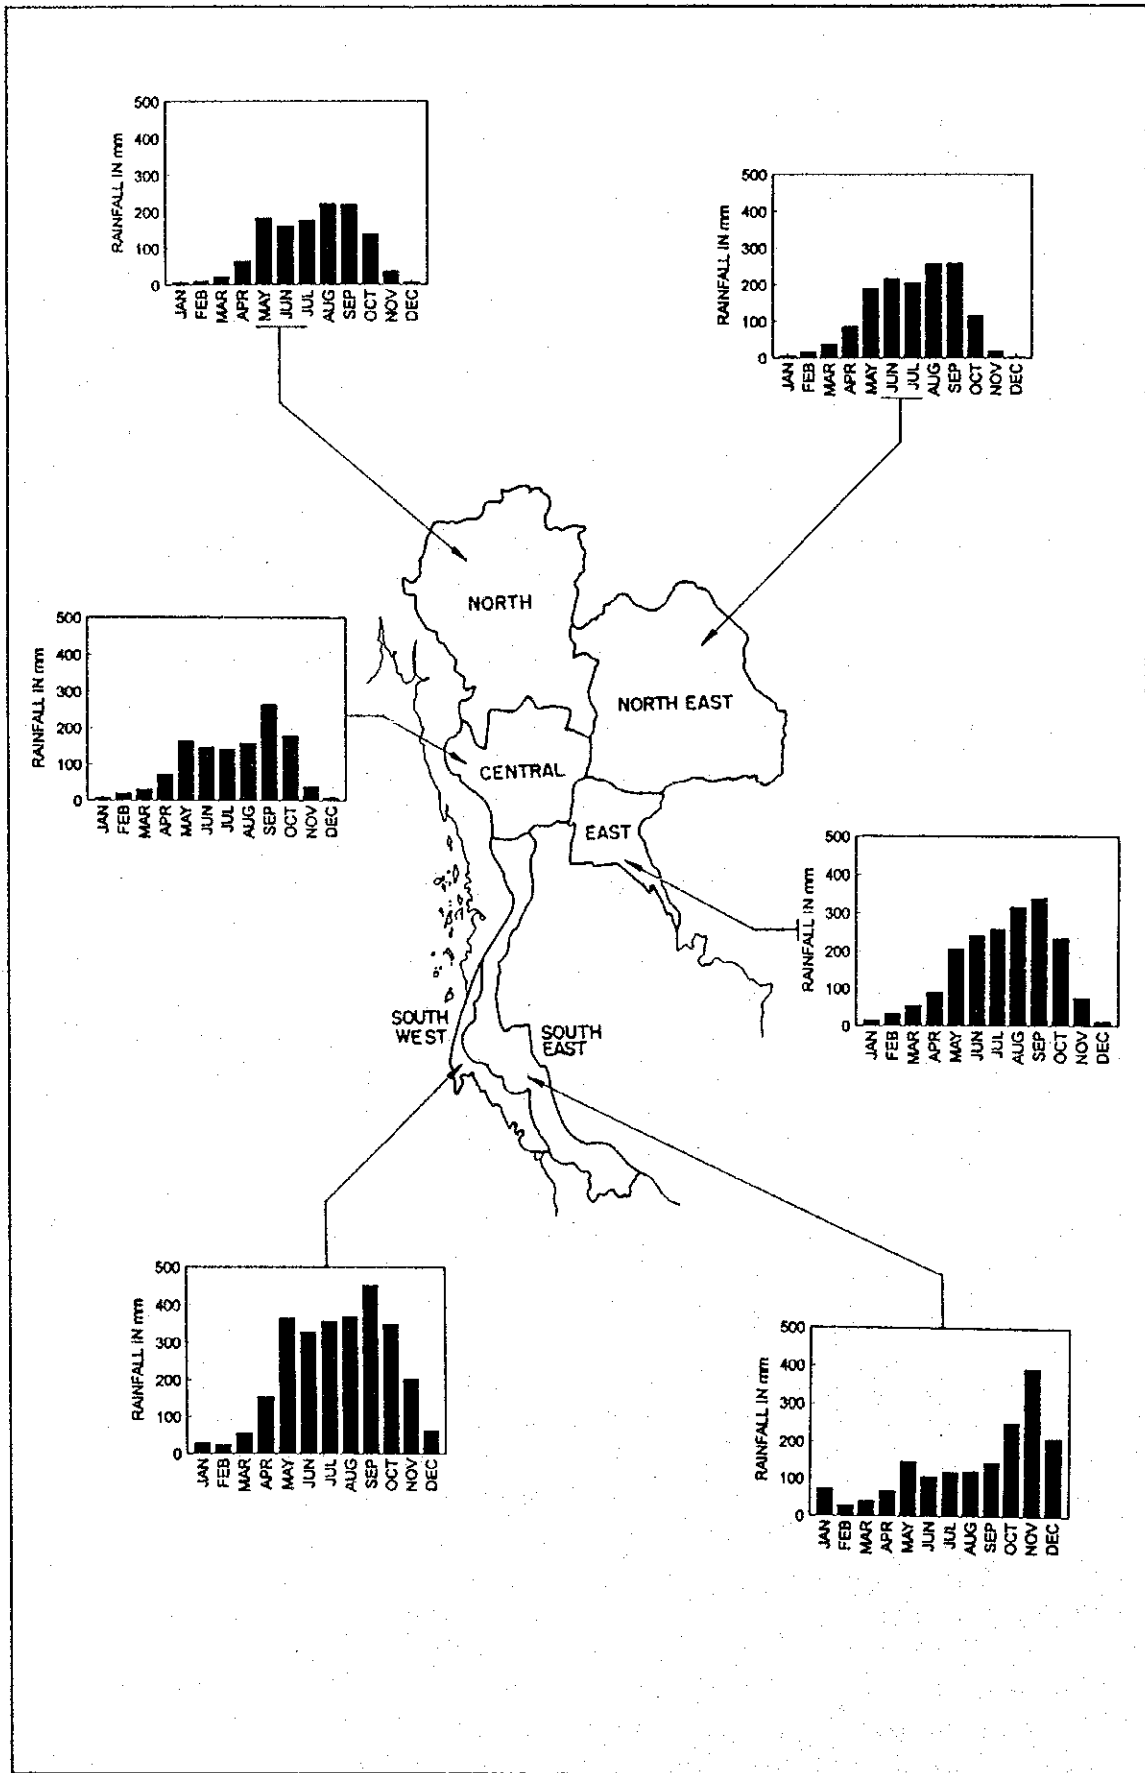 RAINFALL IN mm
500
400
300
200
100
0
JAN
FEB
MAR
APR
MAY
JUN
JUL
AUG
SEP
OCT
NOV
DEC
RAINFALL IN mm
500
400
300
200
100
0
JAN
FEB
MAR
APR
MAY
JUN
JUL
AUG
SEP
OCT
NOV
DEC
NORTH
NORTH EAST
RAINFALL IN mm
500
400
300
200
100
0
JAN
FEB
MAR
APR
MAY
JUN
JUL
AUG
SEP
OCT
NOV
DEC
CENTRAL
EAST
RAINFALL IN mm
500
400
300
200
100
0
JAN
FEB
MAR
APR
MAY
JUN
JUL
AUG
SEP
OCT
NOV
DEC
SOUTH
WEST
SOUTH
EAST
RAINFALL IN mm
500
400
300
200
100
0
JAN
FEB
MAR
APR
MAY
JUN
JUL
AUG
SEP
OCT
NOV
DEC
RAINFALL IN mm
500
400
300
200
100
0
JAN
FEB
MAR
APR
MAY
JUN
JUL
AUG
SEP
OCT
NOV
DEC